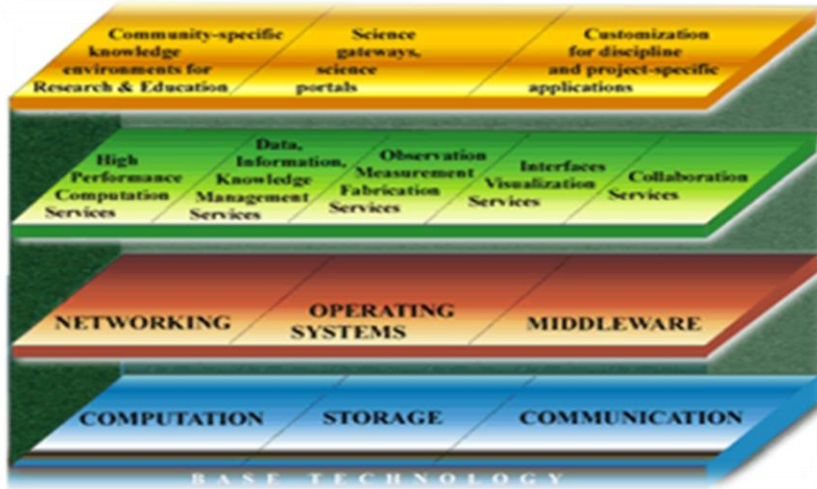 Community-specific
knowledge
environments for
Research & Education
Science
gateways,
science
portals
Customization
for discipline
and project-specific
applications
High
Performance
Computation
Services
Data,
Information,
Knowledge
Management
Services
Observation
Measurement
Fabrication
Services
Interfaces
Visualization
Services
Collaboration
Services
NETWORKING
OPERATING
SYSTEMS
MIDDLEWARE
COMPUTATION
STORAGE
COMMUNICATION
BASE TECHNOLOGY